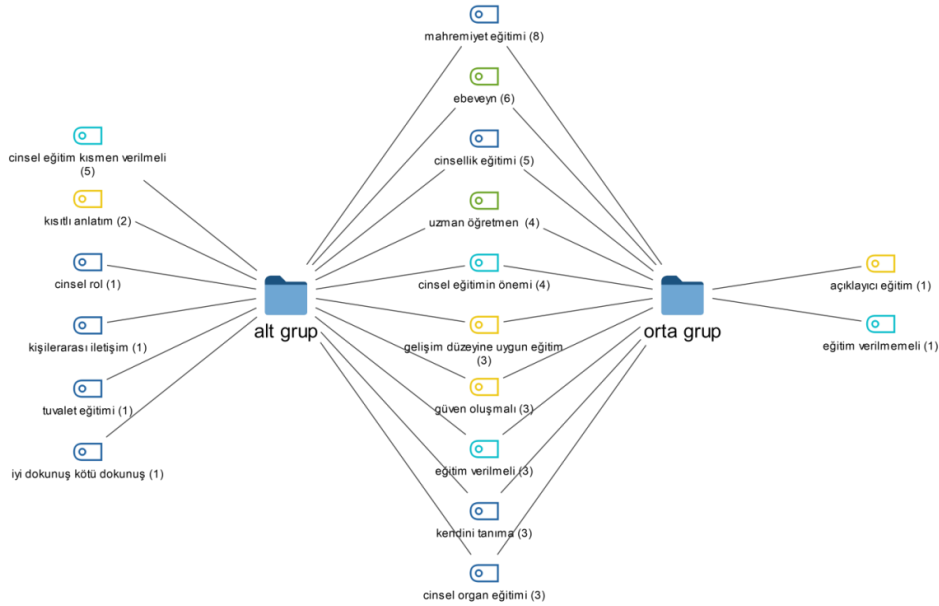 mahremiyet eğitimi (8)
ebeveyn (6)
cinsellik eğitimi (5)
uzman öğretmen (4)
cinsel eğitimin önemi (4)
gelişim düzeyine uygun eğitim
(3)
güven oluşmalı (3)
eğitim verilmeli (3)
kendini tanıma (3)
cinsel organ eğitimi (3)
cinsel eğitim kısmen verilmeli
(5)
kısıtlı anlatım (2)
cinsel rol (1)
kişilerarası iletişim (1)
tuvalet eğitimi (1)
iyi dokunuş kötü dokunuş (1)
alt grup
orta grup
açıklayıcı eğitim (1)
eğitim verilmemeli (1)